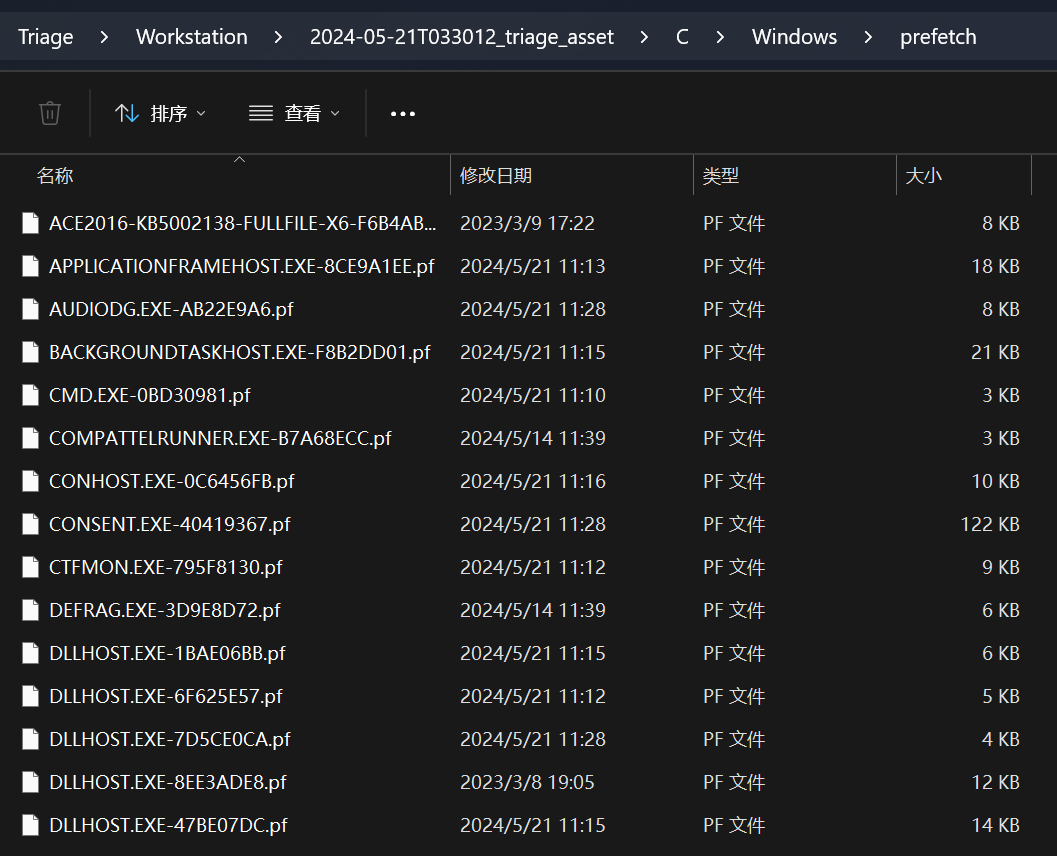 Triage > Workstation > 2024-05-21T033012_triage_asset > C > Windows > prefetch
排序 查看 •••
名称 修改日期 类型 大小
ACE2016-KB5002138-FULLFILE-X6-F6B4AB... 2023/3/9 17:22 PF 文件 8 KB
APPLICATIONFRAMEHOST.EXE-8CE9A1EE.pf 2024/5/21 11:13 PF 文件 18 KB
AUDIODG.EXE-AB22E9A6.pf 2024/5/21 11:28 PF 文件 8 KB
BACKGROUNDTASKHOST.EXE-F8B2DD01.pf 2024/5/21 11:15 PF 文件 21 KB
CMD.EXE-0BD30981.pf 2024/5/21 11:10 PF 文件 3 KB
COMPATTELRUNNER.EXE-B7A68ECC.pf 2024/5/14 11:39 PF 文件 3 KB
CONHOST.EXE-0C6456FB.pf 2024/5/21 11:16 PF 文件 10 KB
CONSENT.EXE-40419367.pf 2024/5/21 11:28 PF 文件 122 KB
CTFMON.EXE-795F8130.pf 2024/5/21 11:12 PF 文件 9 KB
DEFRAG.EXE-3D9E8D72.pf 2024/5/14 11:39 PF 文件 6 KB
DLLHOST.EXE-1BAE06BB.pf 2024/5/21 11:15 PF 文件 6 KB
DLLHOST.EXE-6F625E57.pf 2024/5/21 11:12 PF 文件 5 KB
DLLHOST.EXE-7D5CE0CA.pf 2024/5/21 11:28 PF 文件 4 KB
DLLHOST.EXE-8EE3ADE8.pf 2023/3/8 19:05 PF 文件 12 KB
DLLHOST.EXE-47BE07DC.pf 2024/5/21 11:15 PF 文件 14 KB